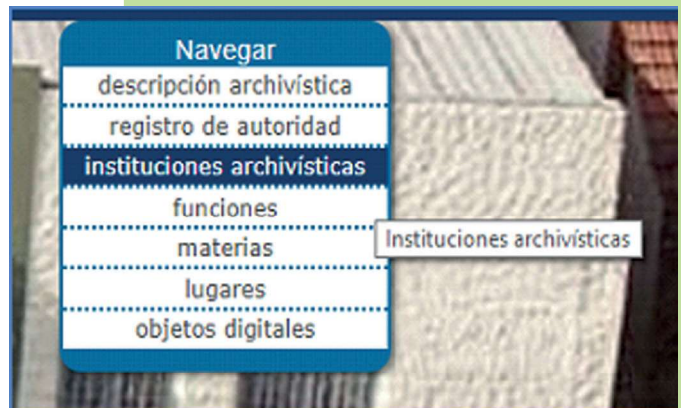 Navegar
descripción archivística
registro de autoridad
instituciones archivísticas
funciones
materias
Instituciones archivísticas
lugares
objetos digitales